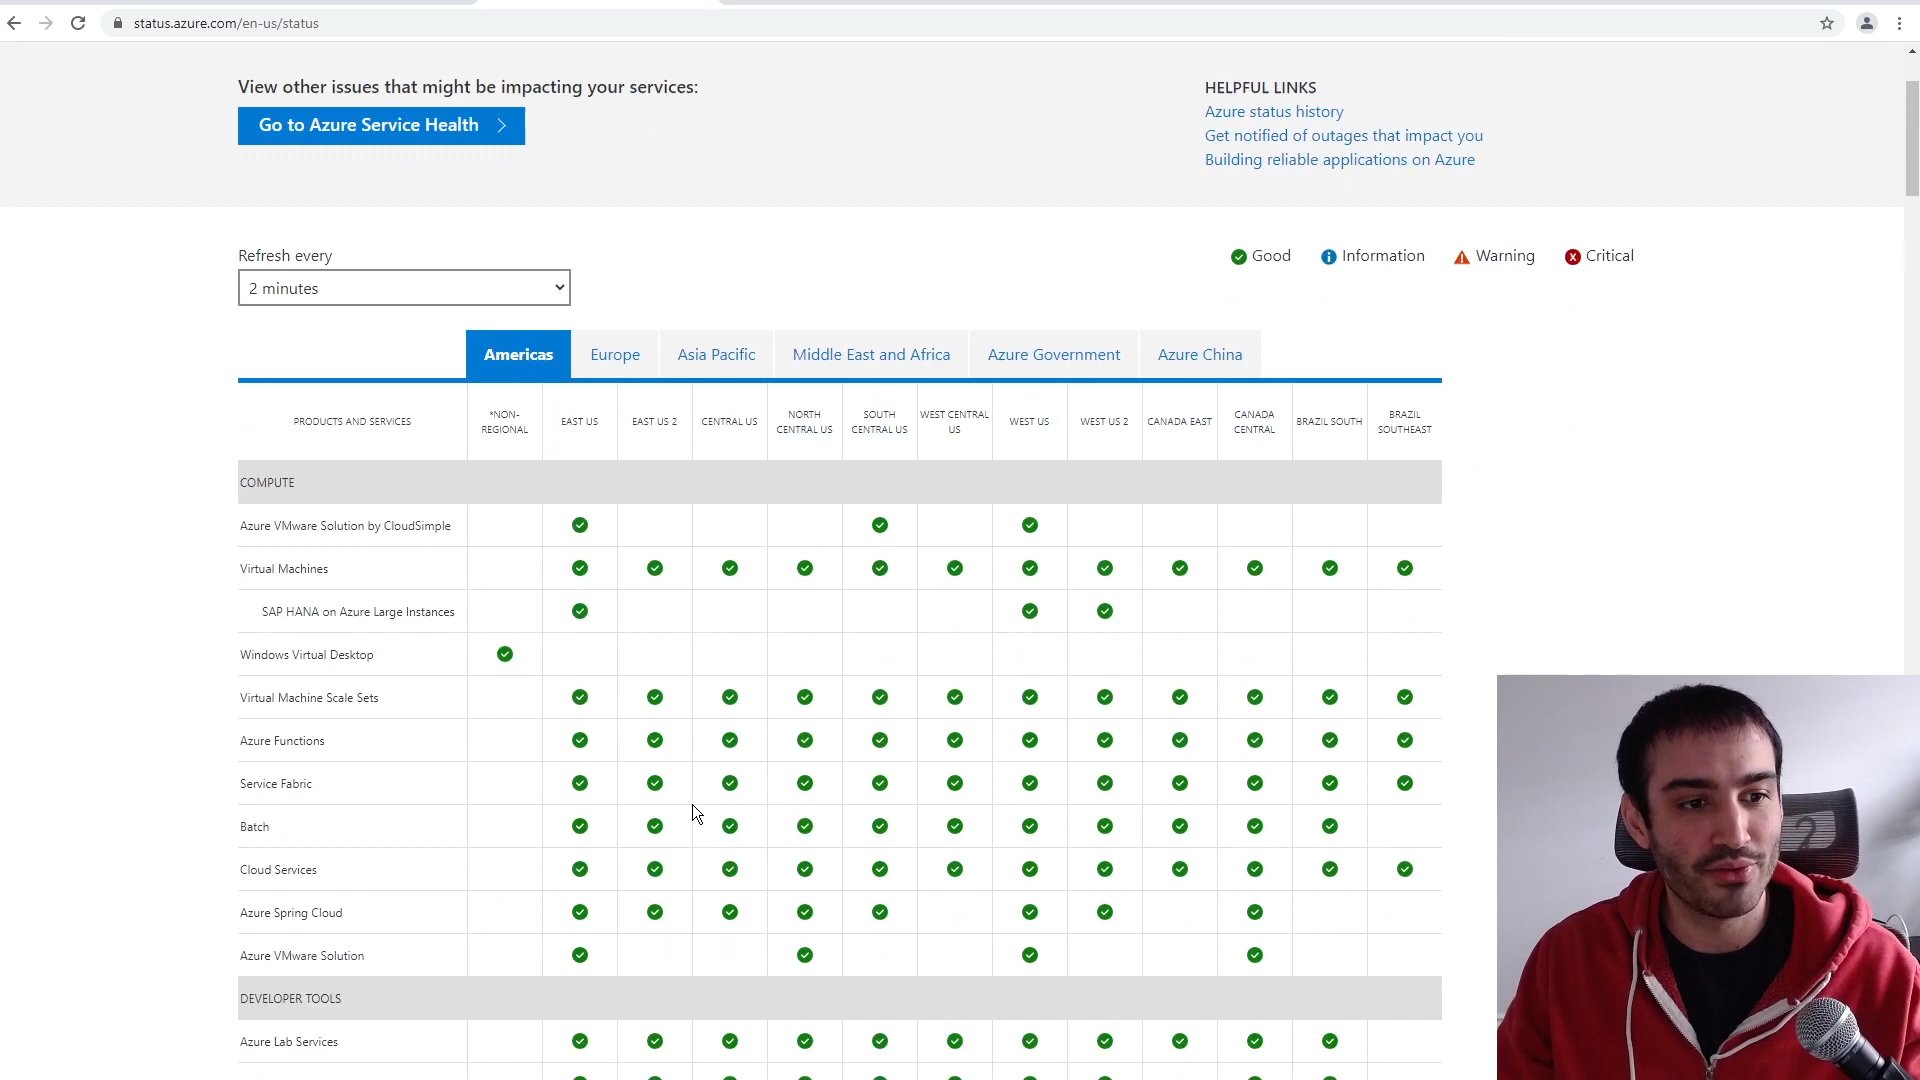 status.azure.com/en-us/status
View other issues that might be impacting your services:
Go to Azure Service Health
HELPFUL LINKS
Azure status history
Get notified of outages that impact you
Building reliable applications on Azure
Refresh every
2 minutes
Good
Information
Warning
Critical
Americas
Europe
Asia Pacific
Middle East and Africa
Azure Government
Azure China
PRODUCTS AND SERVICES
*NON-
REGIONAL
EAST US
EAST US 2
CENTRAL US
NORTH
CENTRAL US
SOUTH
CENTRAL US
WEST CENTRAL
US
WEST US
WEST US 2
CANADA EAST
CANADA
CENTRAL
BRAZIL SOUTH
BRAZIL
SOUTHEAST
COMPUTE
Azure VMware Solution by CloudSimple
Virtual Machines
SAP HANA on Azure Large Instances
Windows Virtual Desktop
Virtual Machine Scale Sets
Azure Functions
Service Fabric
Batch
Cloud Services
Azure Spring Cloud
Azure VMware Solution
DEVELOPER TOOLS
Azure Lab Services